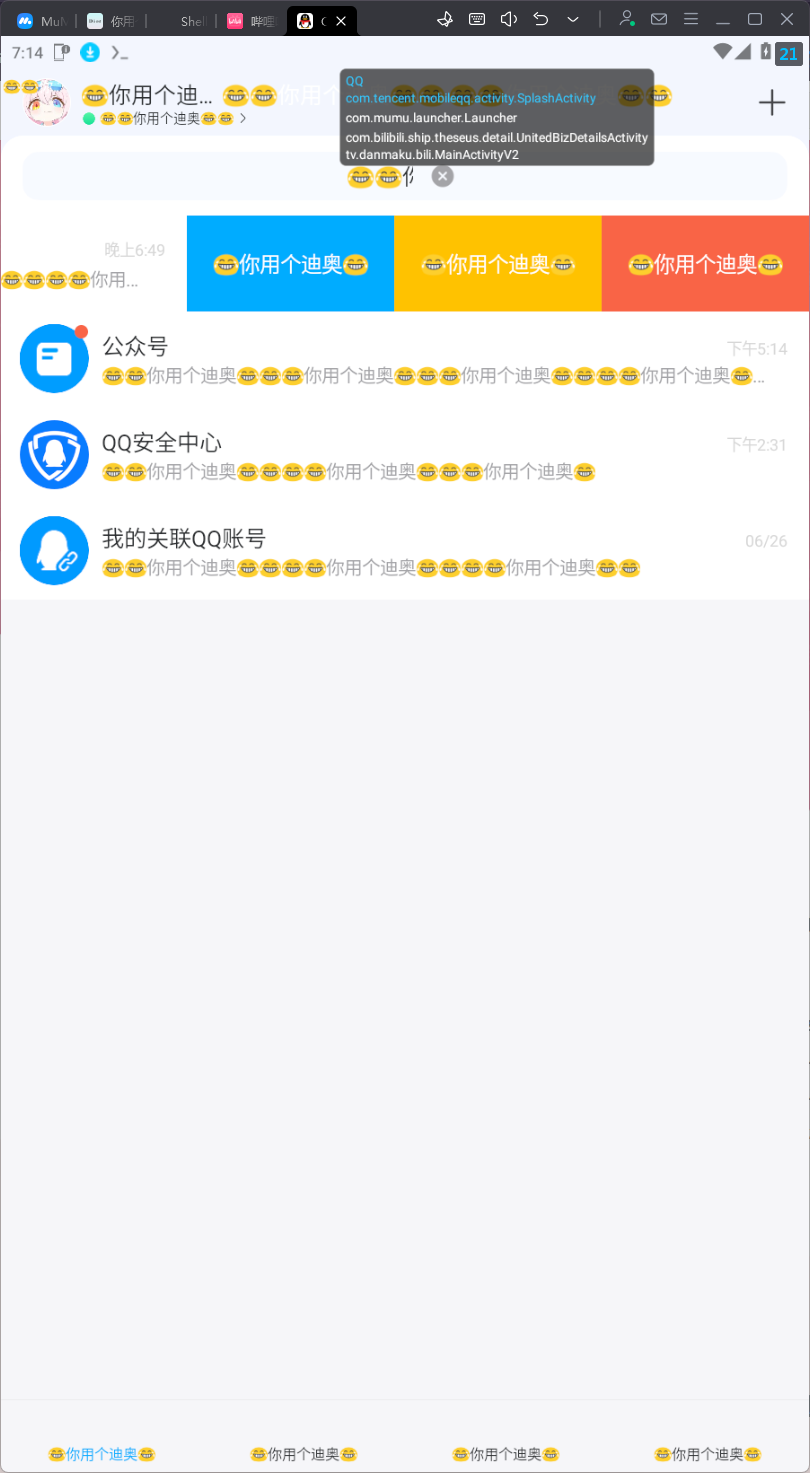 MuM
你用
Shel
哔哩
7:14
21
😂你用个迪... 😂😂你用个
😂😂你用个迪奥😂😂 >
QQ
com.tencent.mobileqq.activity.SplashActivity
com.mumu.launcher.Launcher
com.bilibili.ship.theseus.detail.UnitedBizDetailsActivity
tv.danmaku.bili.MainActivityV2
😂😂你
晚上6:49
😂😂😂😂你用...
😂你用个迪奥😂
😂你用个迪奥😂
😂你用个迪奥😂
公众号
下午5:14
😂😂你用个迪奥😂😂😂你用个迪奥😂😂😂你用个迪奥😂😂😂😂你用个迪奥😂...
QQ安全中心
下午2:31
😂😂你用个迪奥😂😂😂😂你用个迪奥😂😂😂你用个迪奥😂
我的关联QQ账号
06/26
😂😂你用个迪奥😂😂😂😂你用个迪奥😂😂😂😂你用个迪奥😂😂
😂你用个迪奥😂
😂你用个迪奥😂
😂你用个迪奥😂
😂你用个迪奥😂